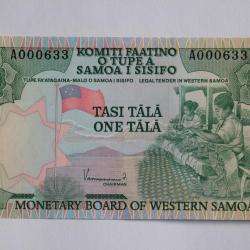 KOMITI FAATINO
A000633 O TUPE A A000633
SAMOA I SISIFO
TUPE FA'ATAGAINA-MALO O SAMOA I SISIFO LEGAL TENDER IN WESTERN SAMOA
TASI TĀLĀ
ONE TĀLĀ
CHAIRMAN
MONETARY BOARD OF WESTERN SAMOA